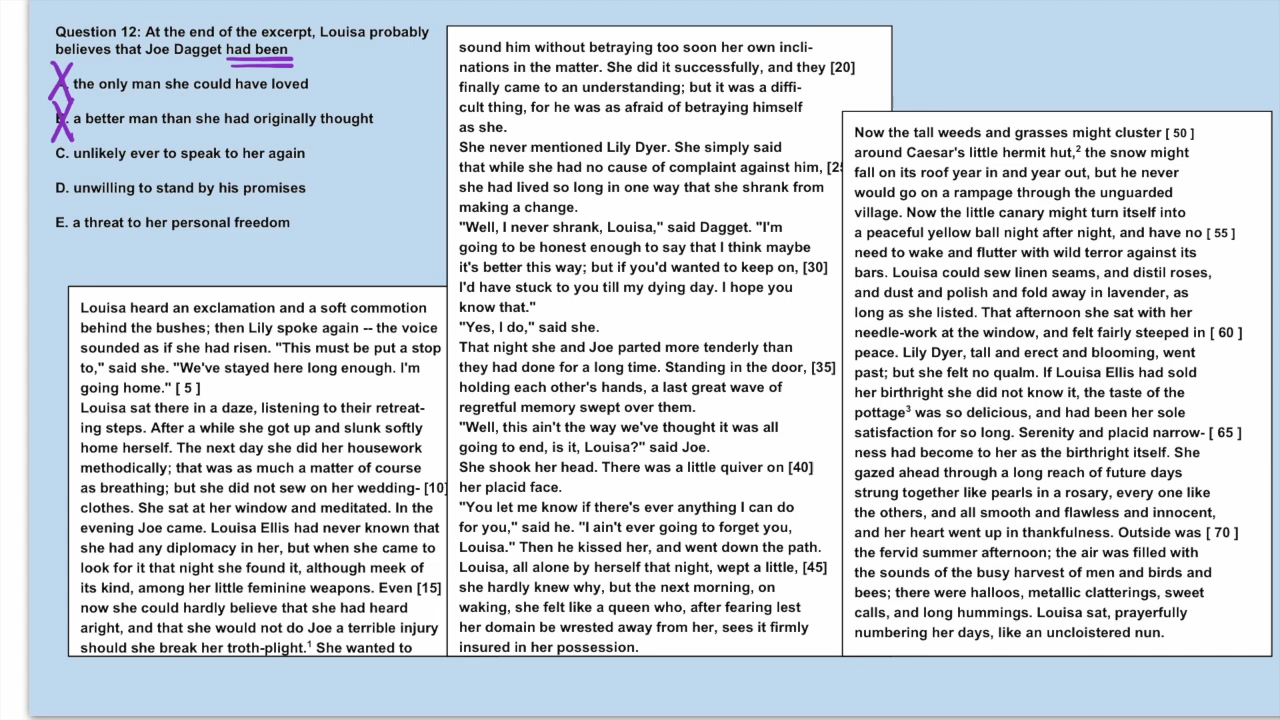 Question 12: At the end of the excerpt, Louisa probably
believes that Joe Dagget had been
the only man she could have loved
B. a better man than she had originally thought
C. unlikely ever to speak to her again
D. unwilling to stand by his promises
E. a threat to her personal freedom
Louisa heard an exclamation and a soft commotion
behind the bushes; then Lily spoke again -- the voice
sounded as if she had risen. "This must be put a stop
to," said she. "We've stayed here long enough. I'm
going home." [ 5 ]
Louisa sat there in a daze, listening to their retreat-
ing steps. After a while she got up and slunk softly
home herself. The next day she did her housework
methodically; that was as much a matter of course
as breathing; but she did not sew on her wedding- [10]
clothes. She sat at her window and meditated. In the
evening Joe came. Louisa Ellis had never known that
she had any diplomacy in her, but when she came to
look for it that night she found it, although meek of
its kind, among her little feminine weapons. Even [15]
now she could hardly believe that she had heard
aright, and that she would not do Joe a terrible injury
should she break her troth-plight.¹ She wanted to
sound him without betraying too soon her own incli-
nations in the matter. She did it successfully, and they [20]
finally came to an understanding; but it was a diffi-
cult thing, for he was as afraid of betraying himself
as she.
She never mentioned Lily Dyer. She simply said
that while she had no cause of complaint against him, [25
she had lived so long in one way that she shrank from
making a change.
"Well, I never shrank, Louisa," said Dagget. "I'm
going to be honest enough to say that I think maybe
it's better this way; but if you'd wanted to keep on, [30]
I'd have stuck to you till my dying day. I hope you
know that."
"Yes, I do," said she.
That night she and Joe parted more tenderly than
they had done for a long time. Standing in the door, [35]
holding each other's hands, a last great wave of
regretful memory swept over them.
"Well, this ain't the way we've thought it was all
going to end, is it, Louisa?" said Joe.
She shook her head. There was a little quiver on [40]
her placid face.
"You let me know if there's ever anything I can do
for you," said he. "I ain't ever going to forget you,
Louisa." Then he kissed her, and went down the path.
Louisa, all alone by herself that night, wept a little, [45]
she hardly knew why, but the next morning, on
waking, she felt like a queen who, after fearing lest
her domain be wrested away from her, sees it firmly
insured in her possession.
Now the tall weeds and grasses might cluster [ 50 ]
around Caesar's little hermit hut,² the snow might
fall on its roof year in and year out, but he never
would go on a rampage through the unguarded
village. Now the little canary might turn itself into
a peaceful yellow ball night after night, and have no [ 55 ]
need to wake and flutter with wild terror against its
bars. Louisa could sew linen seams, and distil roses,
and dust and polish and fold away in lavender, as
long as she listed. That afternoon she sat with her
needle-work at the window, and felt fairly steeped in [ 60 ]
peace. Lily Dyer, tall and erect and blooming, went
past; but she felt no qualm. If Louisa Ellis had sold
her birthright she did not know it, the taste of the
pottage³ was so delicious, and had been her sole
satisfaction for so long. Serenity and placid narrow- [ 65 ]
ness had become to her as the birthright itself. She
gazed ahead through a long reach of future days
strung together like pearls in a rosary, every one like
the others, and all smooth and flawless and innocent,
and her heart went up in thankfulness. Outside was [ 70 ]
the fervid summer afternoon; the air was filled with
the sounds of the busy harvest of men and birds and
bees; there were halloos, metallic clatterings, sweet
calls, and long hummings. Louisa sat, prayerfully
numbering her days, like an uncloistered nun.